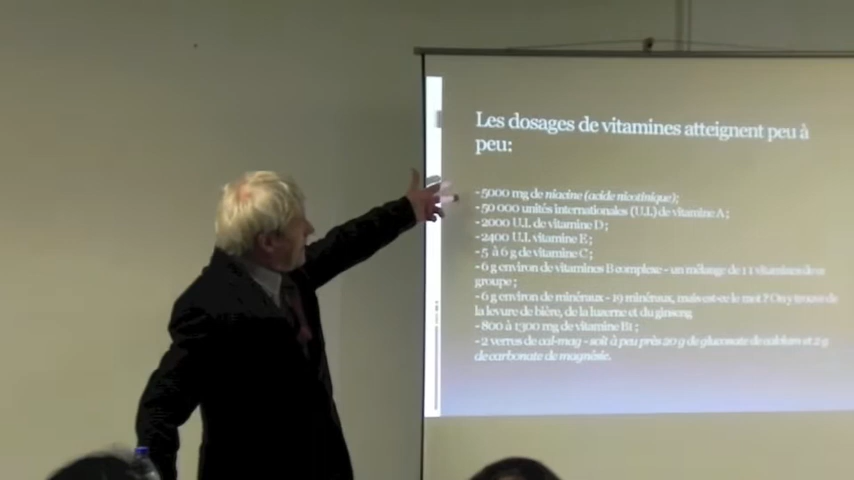 Les dosages de vitamines atteignent peu à
peu:
-5000 mg de niacine (acide nicotinique);
-50 000 unités internationales (U.I.) de vitamine A ;
-2000 U.I. de vitamine D ;
-2400 U.I. vitamine E ;
- 5 à 6 g de vitamine C ;
- 6 g environ de vitamines B complexe - un mélange de 11 vitamines de ce
groupe ;
- 6 g environ de minéraux - 19 minéraux, mais est-ce le mot ? On y trouve de
la levure de bière, de la luzerne et du ginseng
-800 à 1300 mg de vitamine B1 ;
- 2 verres de cal-mag - soit à peu près 20 g de gluconate de calcium et 2 g
de carbonate de magnésie.